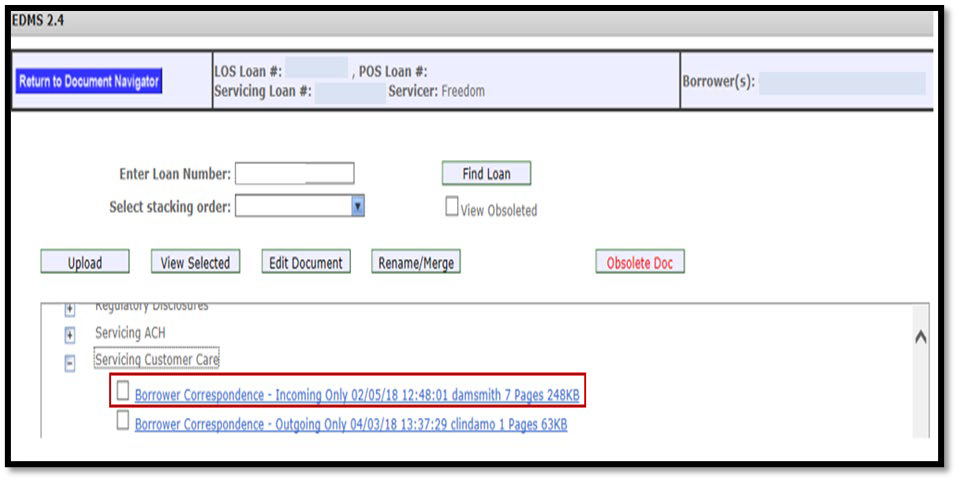 EDMS 2.4
Return to Document Navigator
LOS Loan #: , POS Loan #:
Servicing Loan #: Servicer: Freedom
Borrower(s):
Enter Loan Number:
Find Loan
Select stacking order:
View Obsoleted
Upload
View Selected
Edit Document
Rename/Merge
Obsolete Doc
Regulatory Disclosures
Servicing ACH
Servicing Customer Care
Borrower Correspondence - Incoming Only 02/05/18 12:48:01 damsmith 7 Pages 248KB
Borrower Correspondence - Outgoing Only 04/03/18 13:37:29 clindamo 1 Pages 63KB